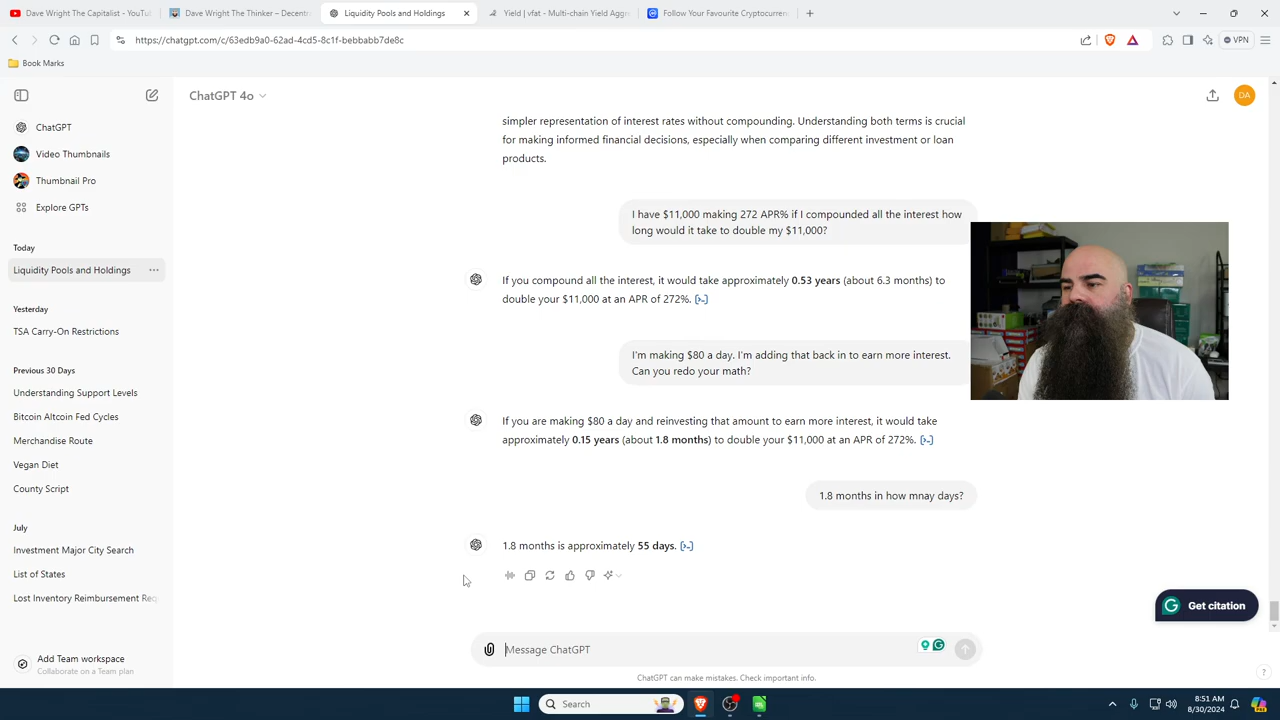 Dave Wright The Capitalist - YouTu
Dave Wright The Thinker – Decentr
Liquidity Pools and Holdings
Yield | vfat - Multi-chain Yield Aggr
Follow Your Favourite Cryptocurren
https://chatgpt.com/c/63edb9a0-62ad-4cd5-8c1f-bebbabb7de8c
VPN
Book Marks
ChatGPT 4o
DA
ChatGPT
Video Thumbnails
Thumbnail Pro
Explore GPTs
Today
Liquidity Pools and Holdings
Yesterday
TSA Carry-On Restrictions
Previous 30 Days
Understanding Support Levels
Bitcoin Altcoin Fed Cycles
Merchandise Route
Vegan Diet
County Script
July
Investment Major City Search
List of States
Lost Inventory Reimbursement Req
Add Team workspace
Collaborate on a Team plan
simpler representation of interest rates without compounding. Understanding both terms is crucial
for making informed financial decisions, especially when comparing different investment or loan
products.
I have $11,000 making 272 APR% if I compounded all the interest how
long would it take to double my $11,000?
If you compound all the interest, it would take approximately 0.53 years (about 6.3 months) to
double your $11,000 at an APR of 272%. [>-]
I'm making $80 a day. I'm adding that back in to earn more interest.
Can you redo your math?
If you are making $80 a day and reinvesting that amount to earn more interest, it would take
approximately 0.15 years (about 1.8 months) to double your $11,000 at an APR of 272%. [>-]
1.8 months in how mnay days?
1.8 months is approximately 55 days. [>-]
Get citation
Message ChatGPT
ChatGPT can make mistakes. Check important info.
?
Search
8:51 AM
8/30/2024